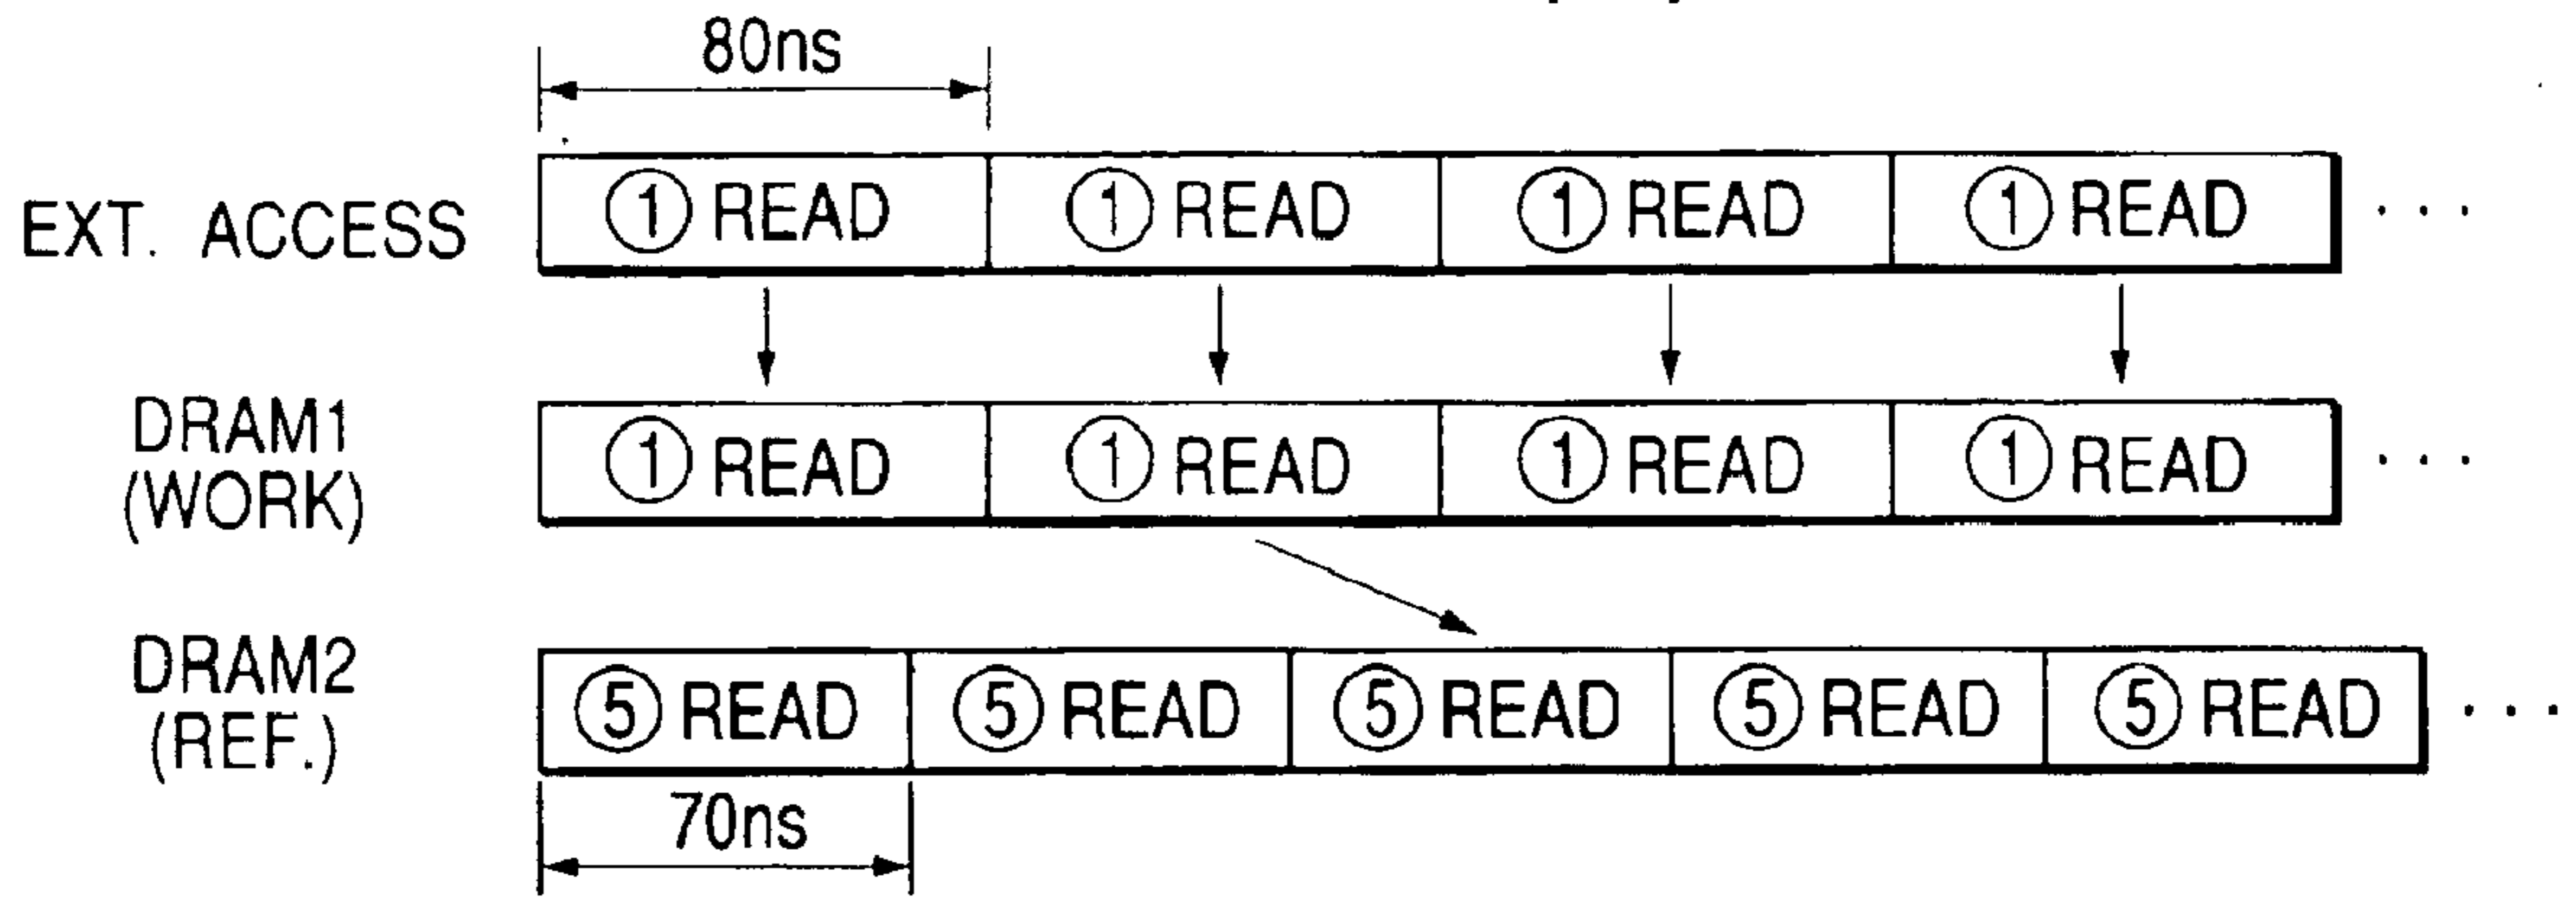 80ns
EXT. ACCESS ① READ ① READ ① READ ① READ ...
DRAM1
(WORK) ① READ ① READ ① READ ① READ ...
DRAM2
(REF.) ⑤ READ ⑤ READ ⑤ READ ⑤ READ ⑤ READ ...
70ns